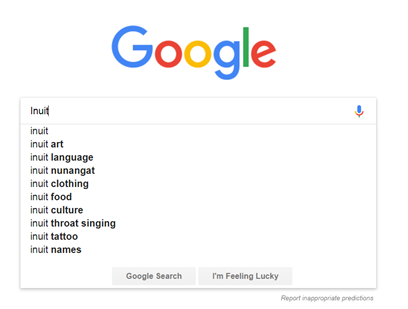 Google
Inuit
inuit
inuit art
inuit language
inuit nunangat
inuit clothing
inuit food
inuit culture
inuit throat singing
inuit tattoo
inuit names
Google Search I'm Feeling Lucky
Report inappropriate predictions